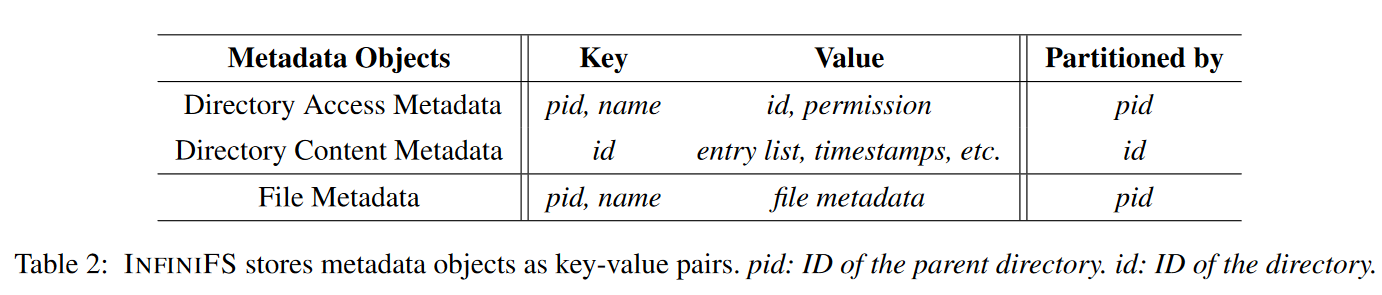 Metadata Objects Key Value Partitioned by
Directory Access Metadata pid, name id, permission pid
Directory Content Metadata id entry list, timestamps, etc. id
File Metadata pid, name file metadata pid
Table 2: INFINIFS stores metadata objects as key-value pairs. pid: ID of the parent directory. id: ID of the directory.